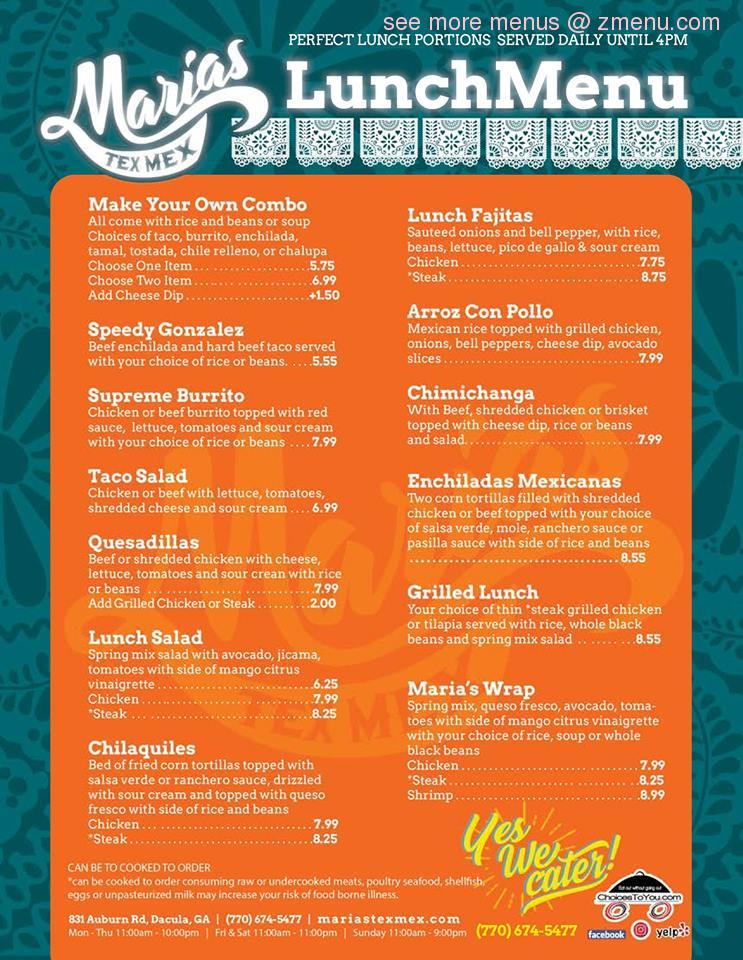 see more menus @ zmenu.com
PERFECT LUNCH PORTIONS SERVED DAILY UNTIL 4PM
Marias
TEX MEX
LunchMenu
Make Your Own Combo
All come with rice and beans or soup
Choices of taco, burrito, enchilada,
tamal, tostada, chile relleno, or chalupa
Choose One Item . . . . . . . . . . . . . . . . . . . . . 5.75
Choose Two Item . . . . . . . . . . . . . . . . . . . . . 6.99
Add Cheese Dip . . . . . . . . . . . . . . . . . . . . . +1.50
Speedy Gonzalez
Beef enchilada and hard beef taco served
with your choice of rice or beans. . . . . . 5.55
Supreme Burrito
Chicken or beef burrito topped with red
sauce, lettuce, tomatoes and sour cream
with your choice of rice or beans . . . . 7.99
Taco Salad
Chicken or beef with lettuce, tomatoes,
shredded cheese and sour cream . . . . 6.99
Quesadillas
Beef or shredded chicken with cheese,
lettuce, tomatoes and sour crean with rice
or beans . . . . . . . . . . . . . . . . . . . . . 7.99
Add Grilled Chicken or Steak . . . . . . . . . 2.00
Lunch Salad
Spring mix salad with avocado, jicama,
tomatoes with side of mango citrus
vinaigrette . . . . . . . . . . . . . . . . . . . . . 6.25
Chicken . . . . . . . . . . . . . . . . . . . . . 7.99
*Steak . . . . . . . . . . . . . . . . . . . . . 8.25
Chilaquiles
Bed of fried corn tortillas topped with
salsa verde or ranchero sauce, drizzled
with sour cream and topped with queso
fresco with side of rice and beans
Chicken . . . . . . . . . . . . . . . . . . . . . 7.99
*Steak . . . . . . . . . . . . . . . . . . . . . 8.25
Lunch Fajitas
Sauteed onions and bell pepper, with rice,
beans, lettuce, pico de gallo & sour cream
Chicken . . . . . . . . . . . . . . . . . . . . . 7.75
*Steak . . . . . . . . . . . . . . . . . . . . . 8.75
Arroz Con Pollo
Mexican rice topped with grilled chicken,
onions, bell peppers, cheese dip, avocado
slices . . . . . . . . . . . . . . . . . . . . . 7.99
Chimichanga
With Beef, shredded chicken or brisket
topped with cheese dip, rice or beans
and salad. . . . . . . . . . . . . . . . . . . . . 7.99
Enchiladas Mexicanas
Two corn tortillas filled with shredded
chicken or beef topped with your choice
of salsa verde, mole, ranchero sauce or
pasilla sauce with side of rice and beans
. . . . . . . . . . . . . . . . . . . . . 8.55
Grilled Lunch
Your choice of thin *steak grilled chicken
or tilapia served with rice, whole black
beans and spring mix salad . . . . . . . . 8.55
Maria's Wrap
Spring mix, queso fresco, avocado, toma-
toes with side of mango citrus vinaigrette
with your choice of rice, soup or whole
black beans
Chicken . . . . . . . . . . . . . . . . . . . . . 7.99
*Steak . . . . . . . . . . . . . . . . . . . . . 8.25
Shrimp . . . . . . . . . . . . . . . . . . . . . 8.99
Marias
TEX MEX
Yes
We
cater!
CAN BE TO COOKED TO ORDER
*can be cooked to order consuming raw or undercooked meats, poultry seafood, shellfish,
eggs or unpasteurized milk may increase your risk of food borne illness.
Eat out without going out
ChoicesToYou.com
831 Auburn Rd, Dacula, GA | (770) 674-5477 | mariastexmex.com
Mon - Thu 11:00am - 10:00pm | Fri & Sat 11:00am - 11:00pm | Sunday 11:00am - 9:00pm
(770) 674-5477
facebook
yelp